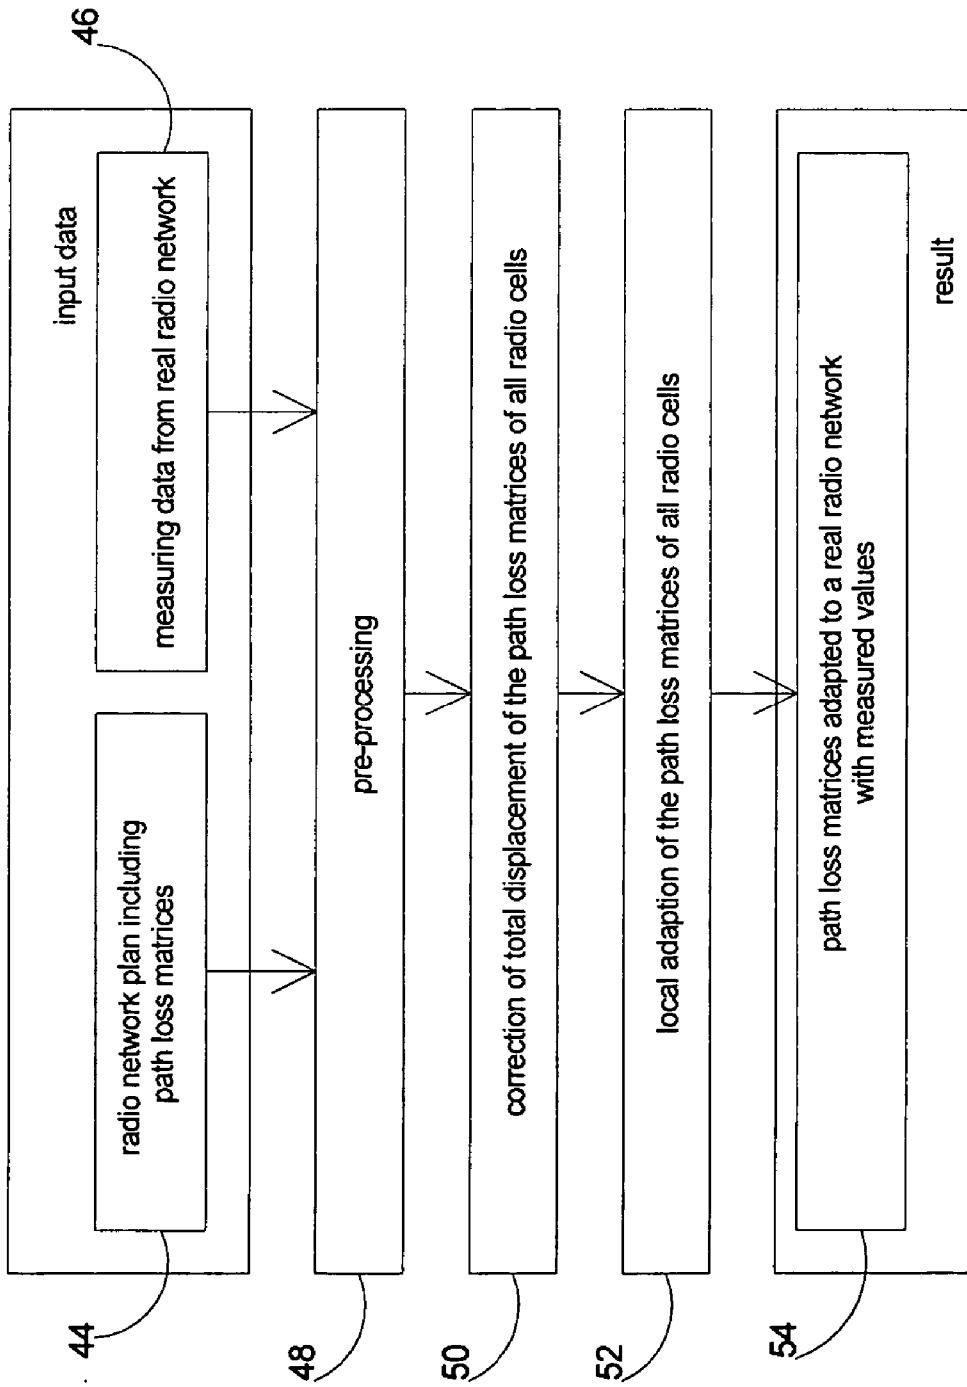 46
input data
measuring data from real radio network
radio network plan including
path loss matrices
44
pre-processing
48
correction of total displacement of the path loss matrices of all radio cells
50
local adaption of the path loss matrices of all radio cells
52
path loss matrices adapted to a real radio network
with measured values
54
result